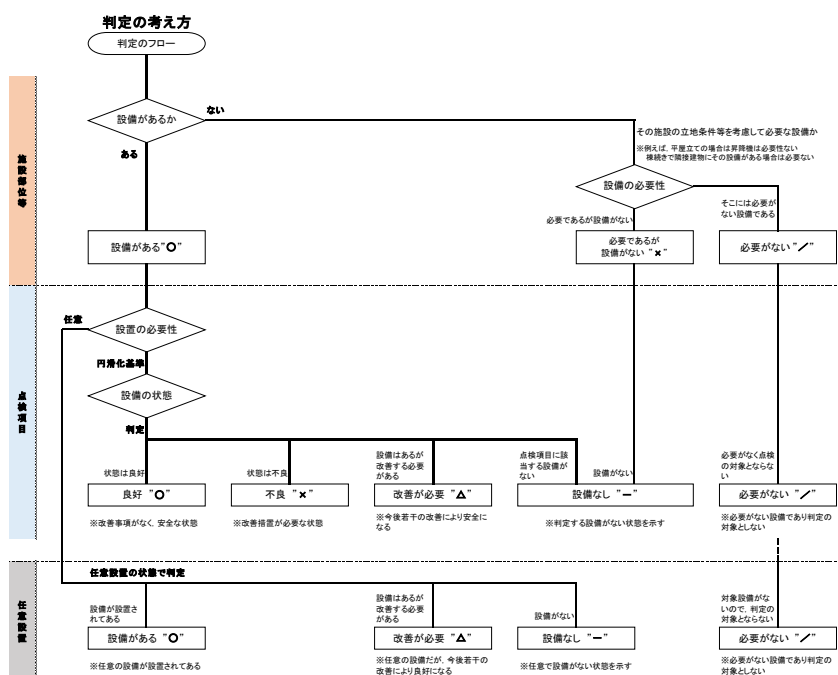 判定の考え方
判定のフロー
施設部位等
設備があるか
ない
ある
その施設の立地条件等を考慮して必要な設備か
※例えば，平屋立ての場合は昇降機は必要性ない
棟続きで隣接建物にその設備がある場合は必要ない
設備の必要性
必要であるが設備がない
そこには必要が
ない設備である
設備がある"○"
必要であるが
設備がない "×"
必要がない "／"
点検項目
任意
設置の必要性
円滑化基準
設備の状態
判定
状態は良好
状態は不良
設備はあるが
改善する必要
がある
点検項目に該
当する設備が
ない
設備がない
必要がなく点検
の対象とならな
い
良好 "○"
不良 "×"
改善が必要 "△"
設備なし "－"
必要がない "／"
※改善事項がなく，安全な状態
※改善措置が必要な状態
※今後若干の改善により安全に
なる
※判定する設備がない状態を示す
※必要がない設備であり判定の
対象としない
任意設置
任意設置の状態で判定
設備が設置さ
れてある
設備はあるが
改善する必要
がある
設備がない
対象設備がな
いので，判定の
対象とならない
設備がある "○"
改善が必要 "△"
設備なし "－"
必要がない "／"
※任意の設備が設置されてある
※任意の設備だが，今後若干の
改善により良好になる
※任意で設備がない状態を示す
※必要がない設備であり判定の
対象としない